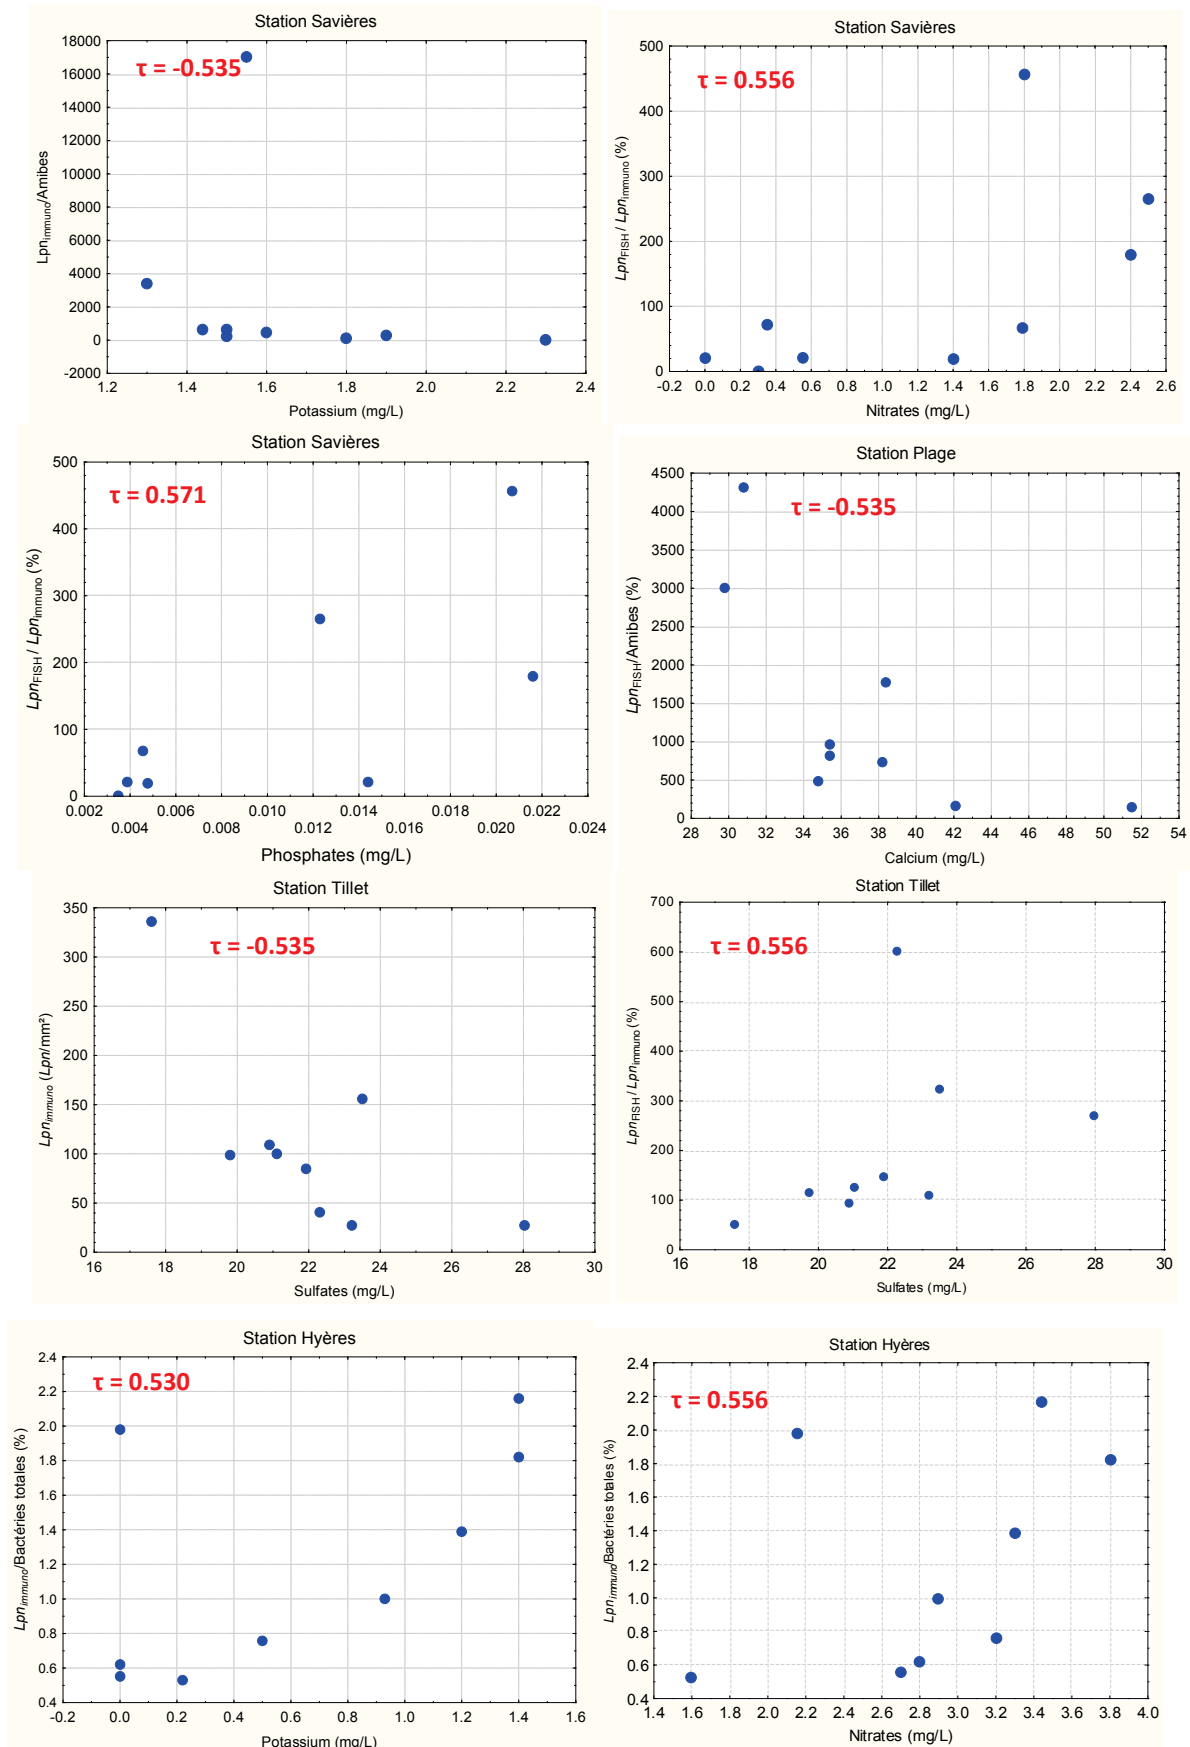 Station Savières
τ = -0.535
18000
16000
14000
12000
10000
8000
6000
4000
2000
0
-2000
Lpnimmuno/Amibes
1.2 1.4 1.6 1.8 2.0 2.2 2.4
Potassium (mg/L)
Station Savières
τ = 0.556
500
400
300
200
100
0
LpnFISH / Lpnimmuno (%)
-0.2 0.0 0.2 0.4 0.6 0.8 1.0 1.2 1.4 1.6 1.8 2.0 2.2 2.4 2.6
Nitrates (mg/L)
Station Savières
τ = 0.571
500
400
300
200
100
0
LpnFISH / Lpnimmuno (%)
0.002 0.006 0.010 0.014 0.018 0.022
0.004 0.008 0.012 0.016 0.020 0.024
Phosphates (mg/L)
Station Plage
τ = -0.535
4500
4000
3500
3000
2500
2000
1500
1000
500
0
LpnFISH/Amibes (%)
28 30 32 34 36 38 40 42 44 46 48 50 52 54
Calcium (mg/L)
Station Tillet
τ = -0.535
350
300
250
200
150
100
50
0
Lpnimmuno (Lpn/mm²)
16 18 20 22 24 26 28 30
Sulfates (mg/L)
Station Tillet
τ = 0.556
700
600
500
400
300
200
100
0
LpnFISH / Lpnimmuno (%)
16 18 20 22 24 26 28 30
Sulfates (mg/L)
Station Hyères
τ = 0.530
2.4
2.2
2.0
1.8
1.6
1.4
1.2
1.0
0.8
0.6
0.4
Lpnimmuno/Bactéries totales (%)
-0.2 0.0 0.2 0.4 0.6 0.8 1.0 1.2 1.4 1.6
Potassium (mg/L)
Station Hyères
τ = 0.556
2.4
2.2
2.0
1.8
1.6
1.4
1.2
1.0
0.8
0.6
0.4
Lpnimmuno/Bactéries totales (%)
1.4 1.6 1.8 2.0 2.2 2.4 2.6 2.8 3.0 3.2 3.4 3.6 3.8 4.0
Nitrates (mg/L)